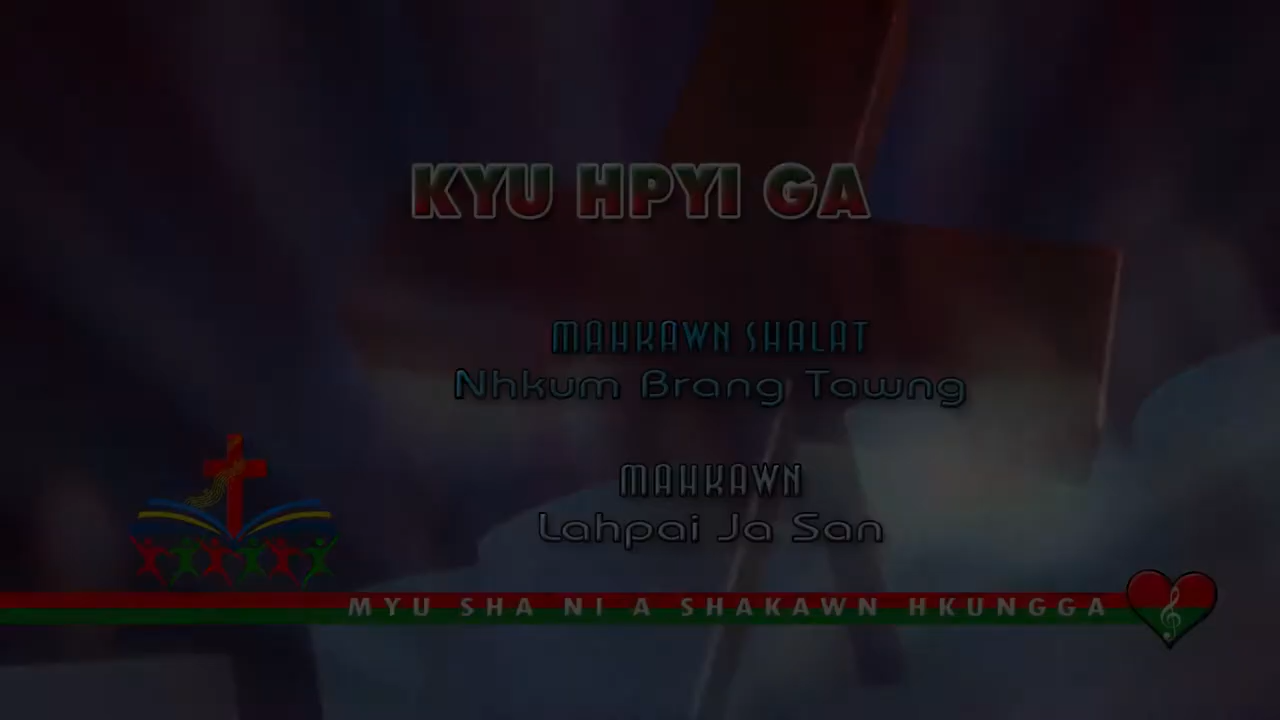 KYU HPYI GA
MAHKAWN SHALAT
Nhkum Brang Tawng
MAHKAWN
Lahpai Ja San
MYU SHA NI A SHAKAWN HKUNGGA